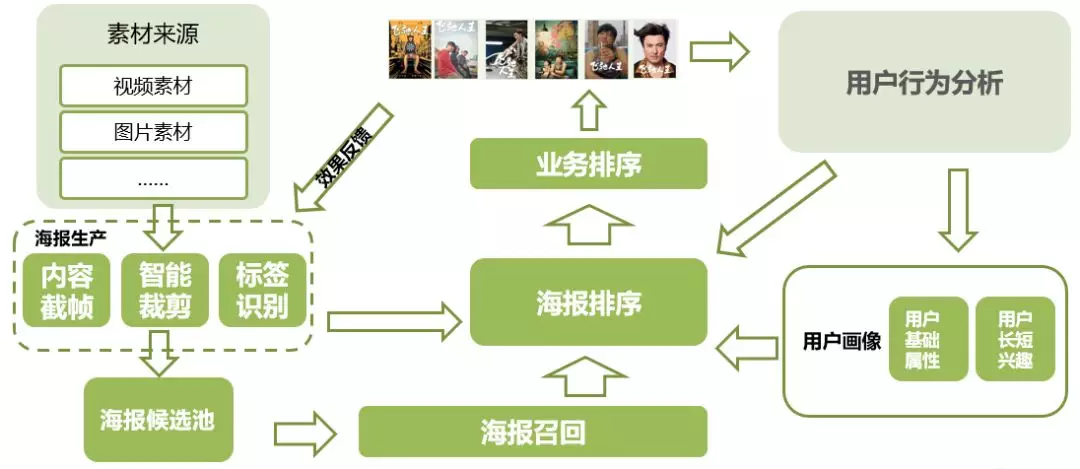 素材来源
视频素材
图片素材
......
海报生产
内容
截帧
智能
裁剪
标签
识别
海报候选池
效果反馈
飞驰人生
飞驰人生
飞驰人生
飞驰人生
飞驰人生
业务排序
海报排序
海报召回
用户行为分析
用户画像
用户
基础
属性
用户
长短
兴趣